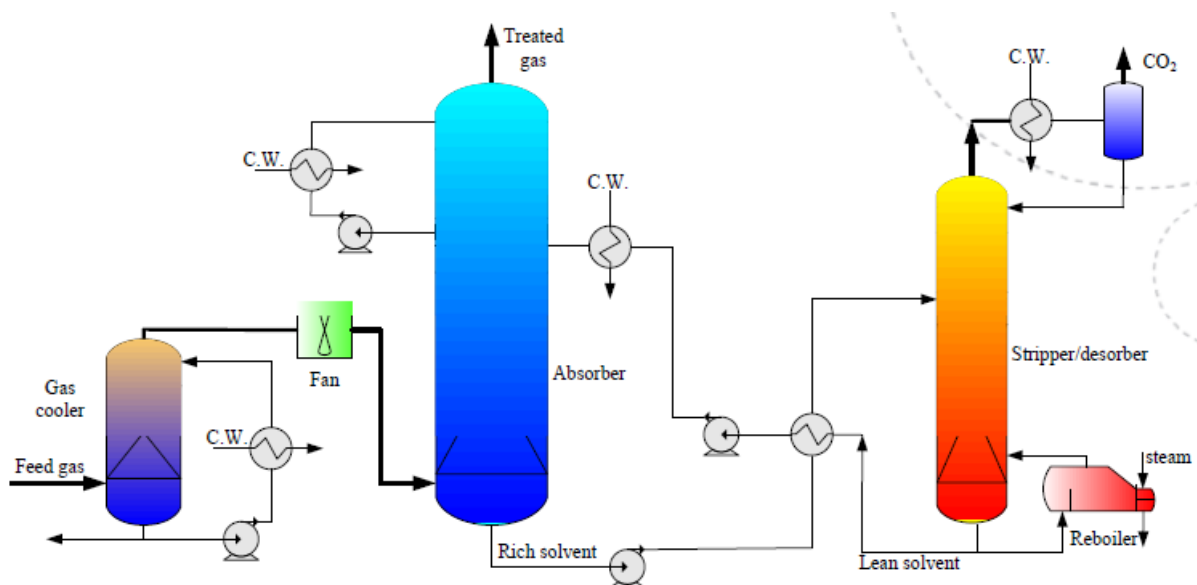 Treated
gas
C.W.
CO₂
C.W.
C.W.
Fan
Absorber
Stripper/desorber
Gas
cooler
C.W.
Feed gas
steam
Rich solvent
Lean solvent
Reboiler